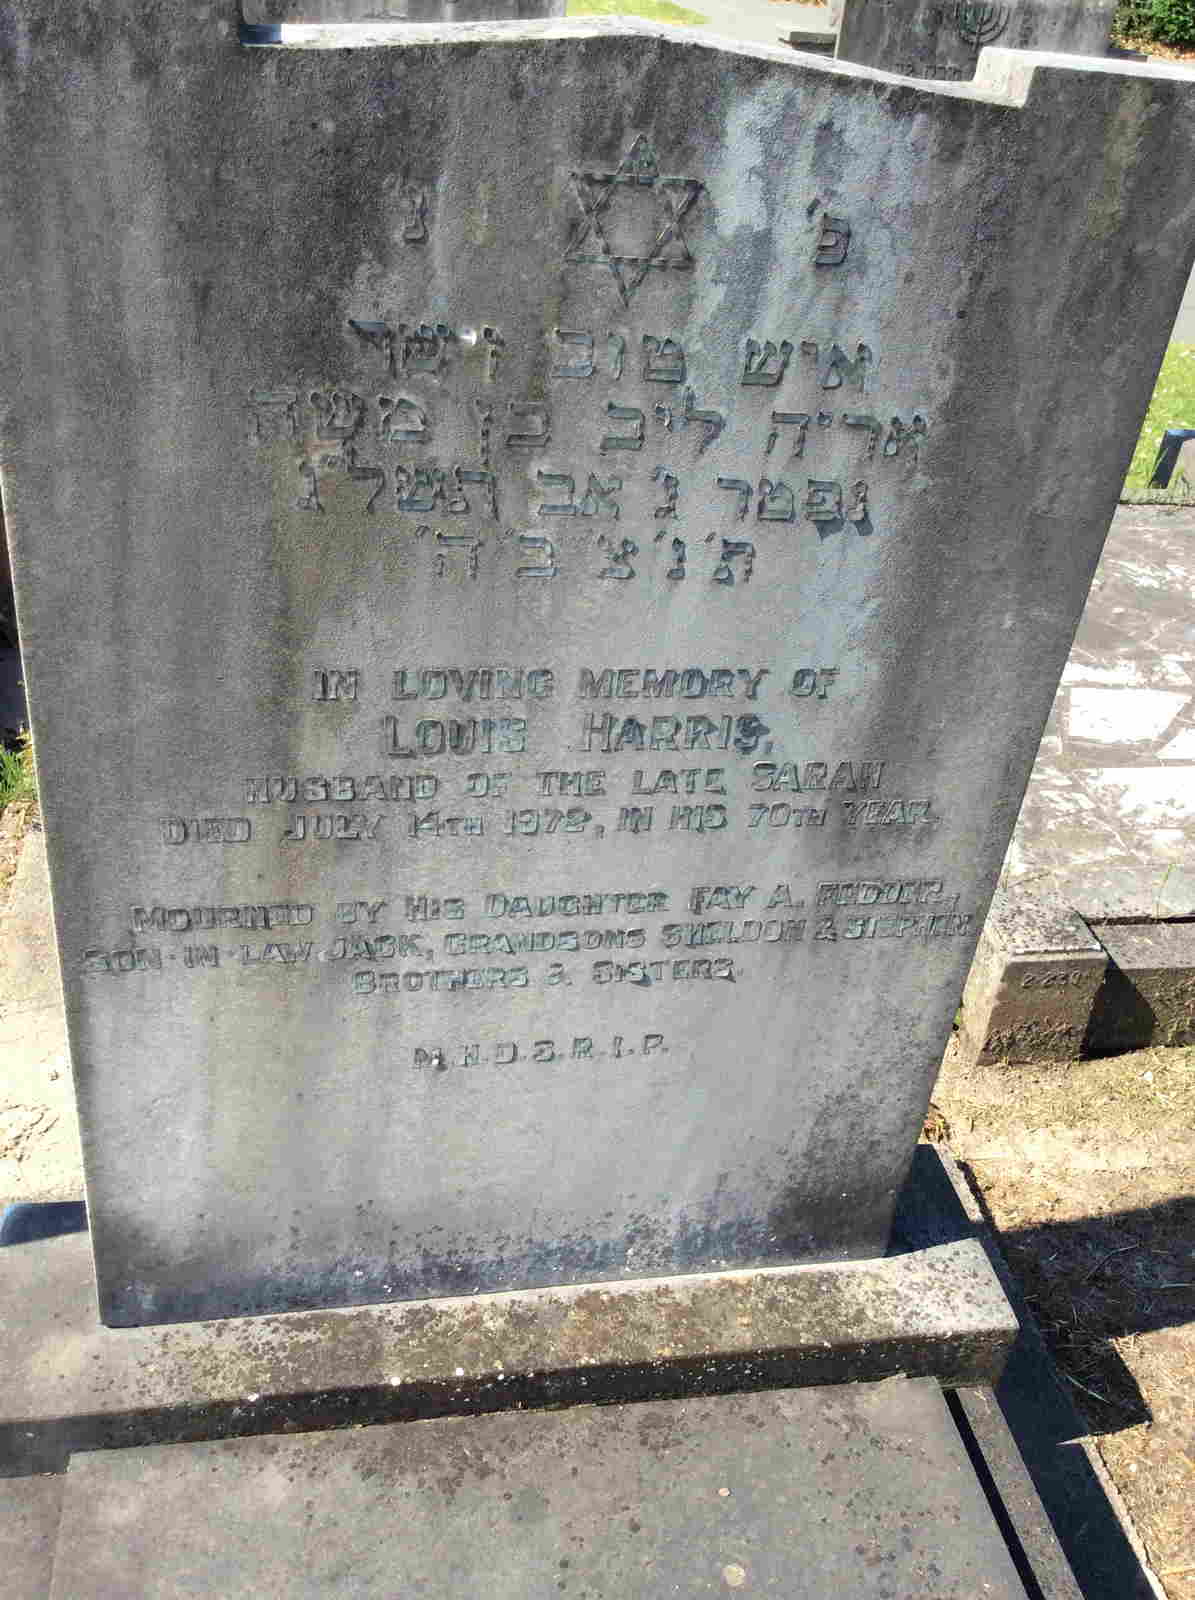 פ׳ נ׳
איש טוב וישר
אריה ליב בן משה
נפטר ג׳ אב תשל״ג
ת׳ נ׳ צ׳ ב׳ ה׳
IN LOVING MEMORY OF
LOUIS HARRIS,
HUSBAND OF THE LATE SARAH
DIED JULY 14TH 1972, IN HIS 70TH YEAR.
MOURNED BY HIS DAUGHTER FAY A. FEDDER,
SON-IN-LAW JACK, GRANDSONS SHELDON & STEPHEN
BROTHERS & SISTERS.
M.H.D.S.R.I.P.